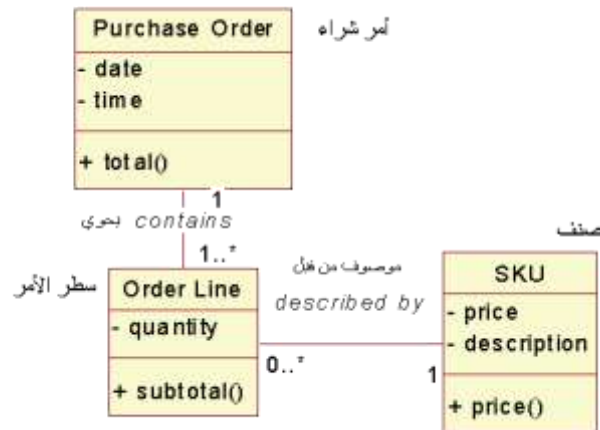 Purchase Order
أمر شراء
- date
- time
+ total()
1
يحوي contains
1..*
سطر الأمر
Order Line
- quantity
+ subtotal()
موصوف من قبل
described by
0..*
1
صنف
SKU
- price
- description
+ price()